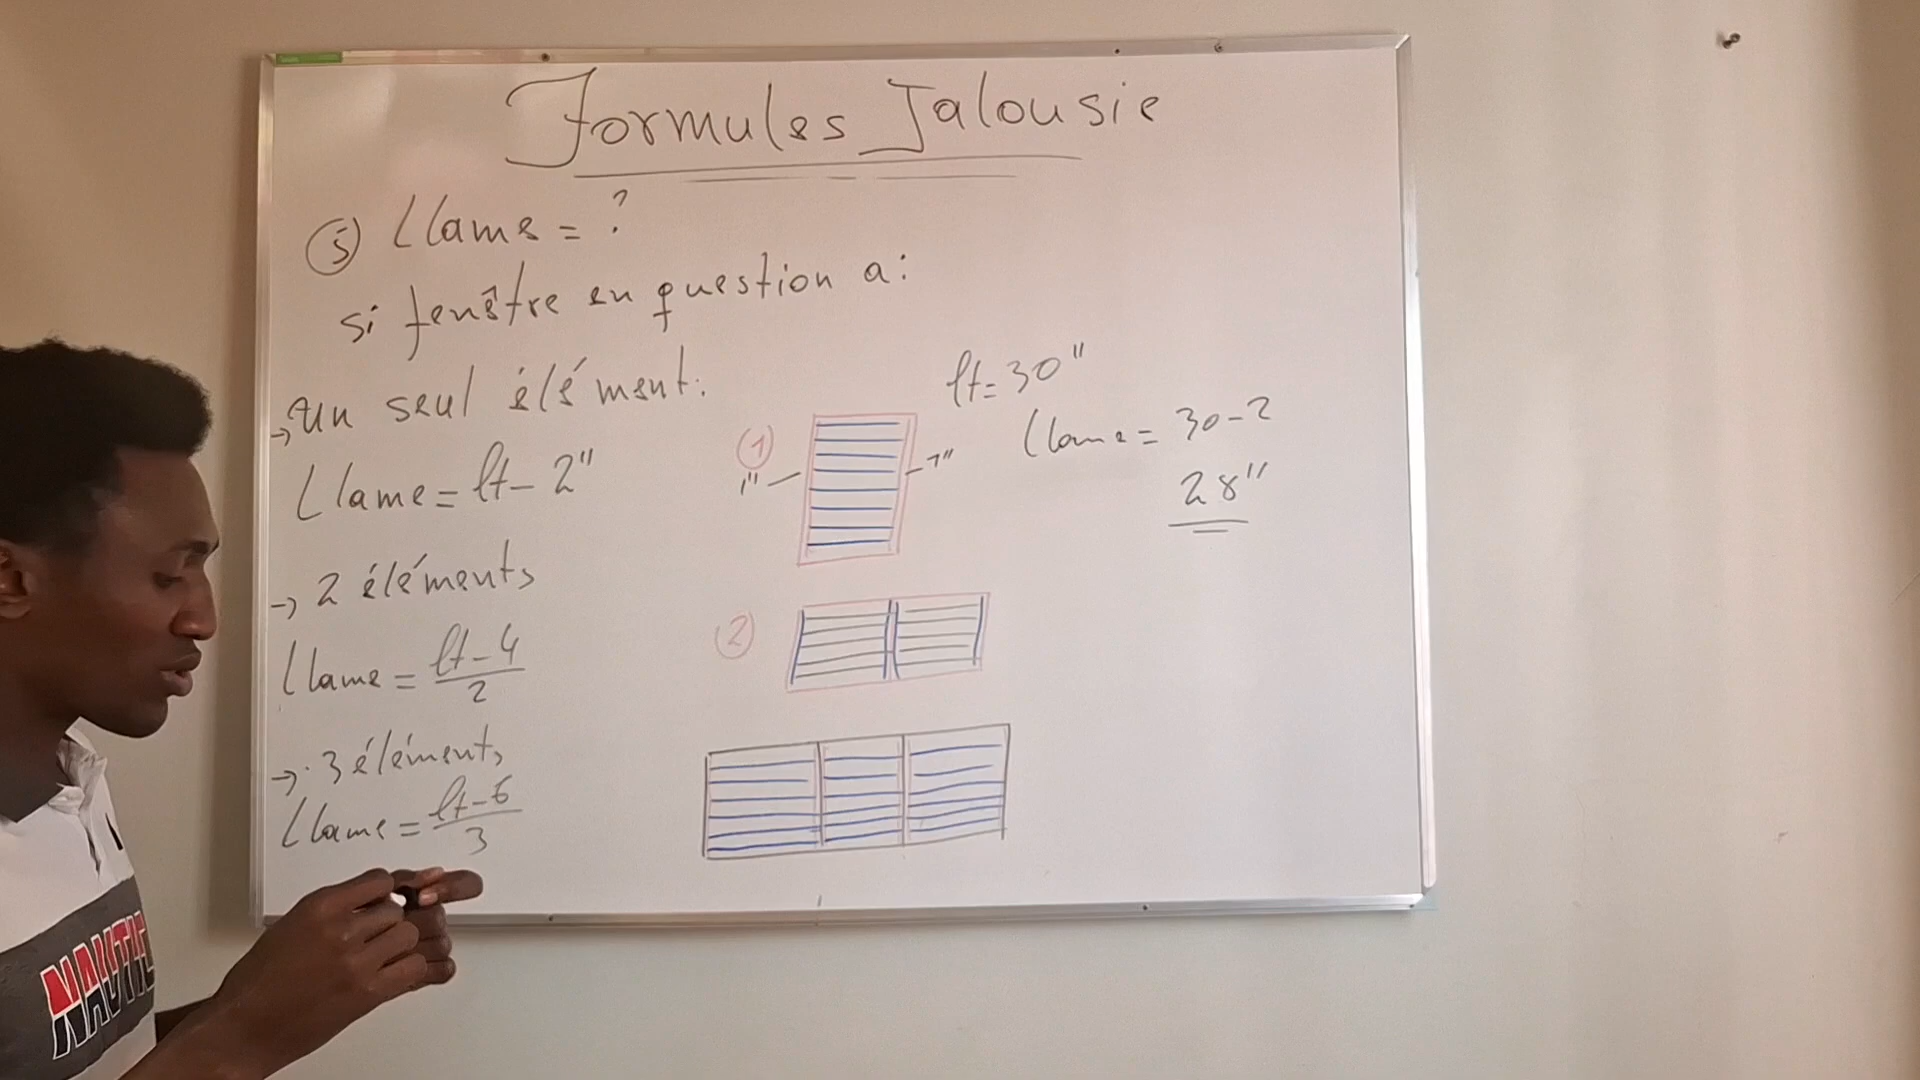 Formules Jalousie
5 Llame = ?
si fenêtre en question a:
→ un seul élément:
Llame = lt - 2"
→ 2 éléments
Llame = lt - 4 / 2
→ 3 éléments
Llame = lt - 6 / 3
1
1"
1"
2
lt = 30"
Llame = 30 - 2
28"
NAUTIC